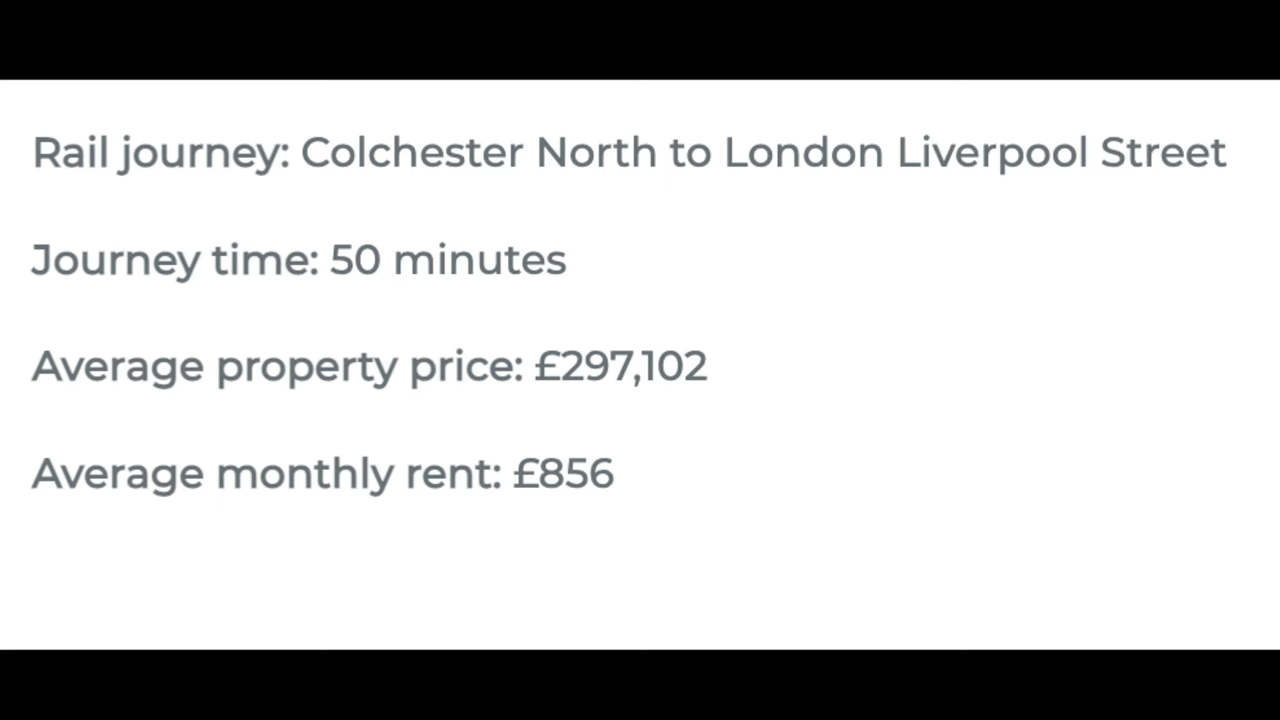 Rail journey: Colchester North to London Liverpool Street
Journey time: 50 minutes
Average property price: £297,102
Average monthly rent: £856